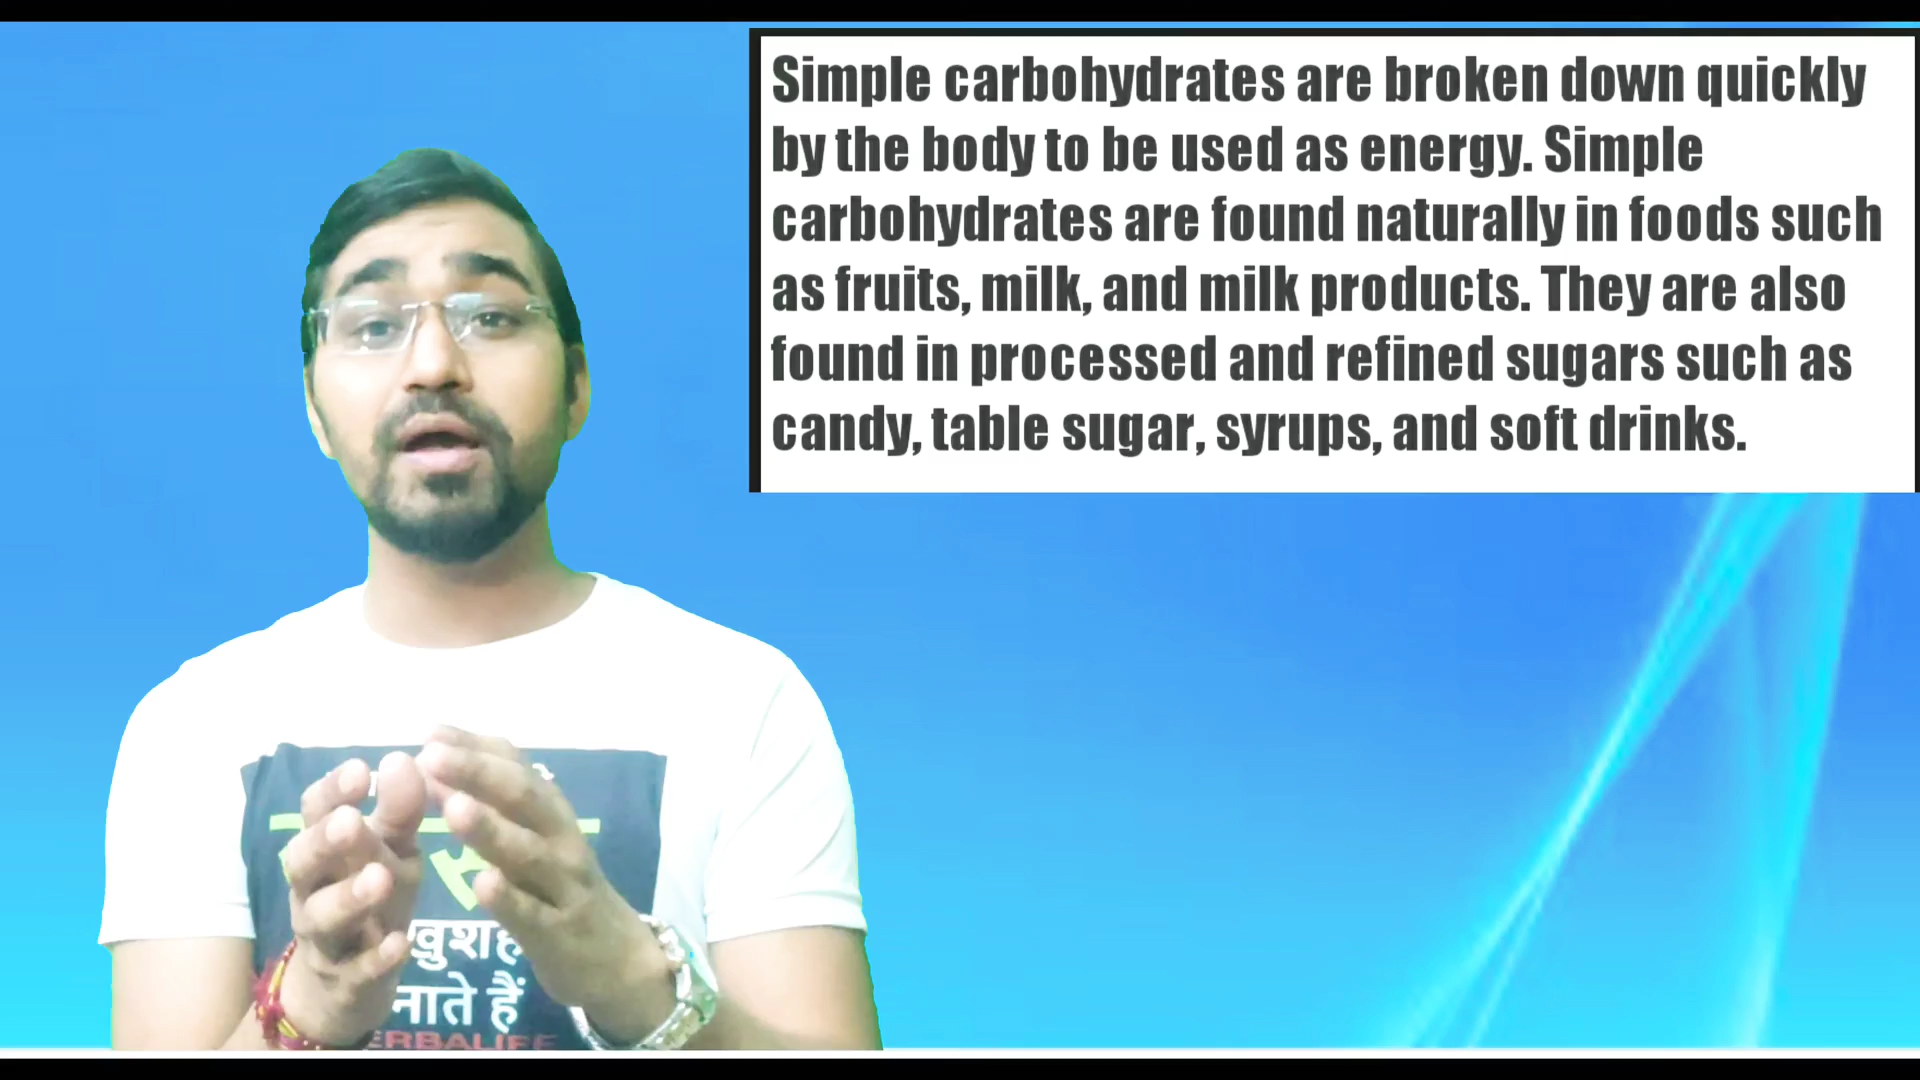 Simple carbohydrates are broken down quickly
by the body to be used as energy. Simple
carbohydrates are found naturally in foods such
as fruits, milk, and milk products. They are also
found in processed and refined sugars such as
candy, table sugar, syrups, and soft drinks.
नाते हैं